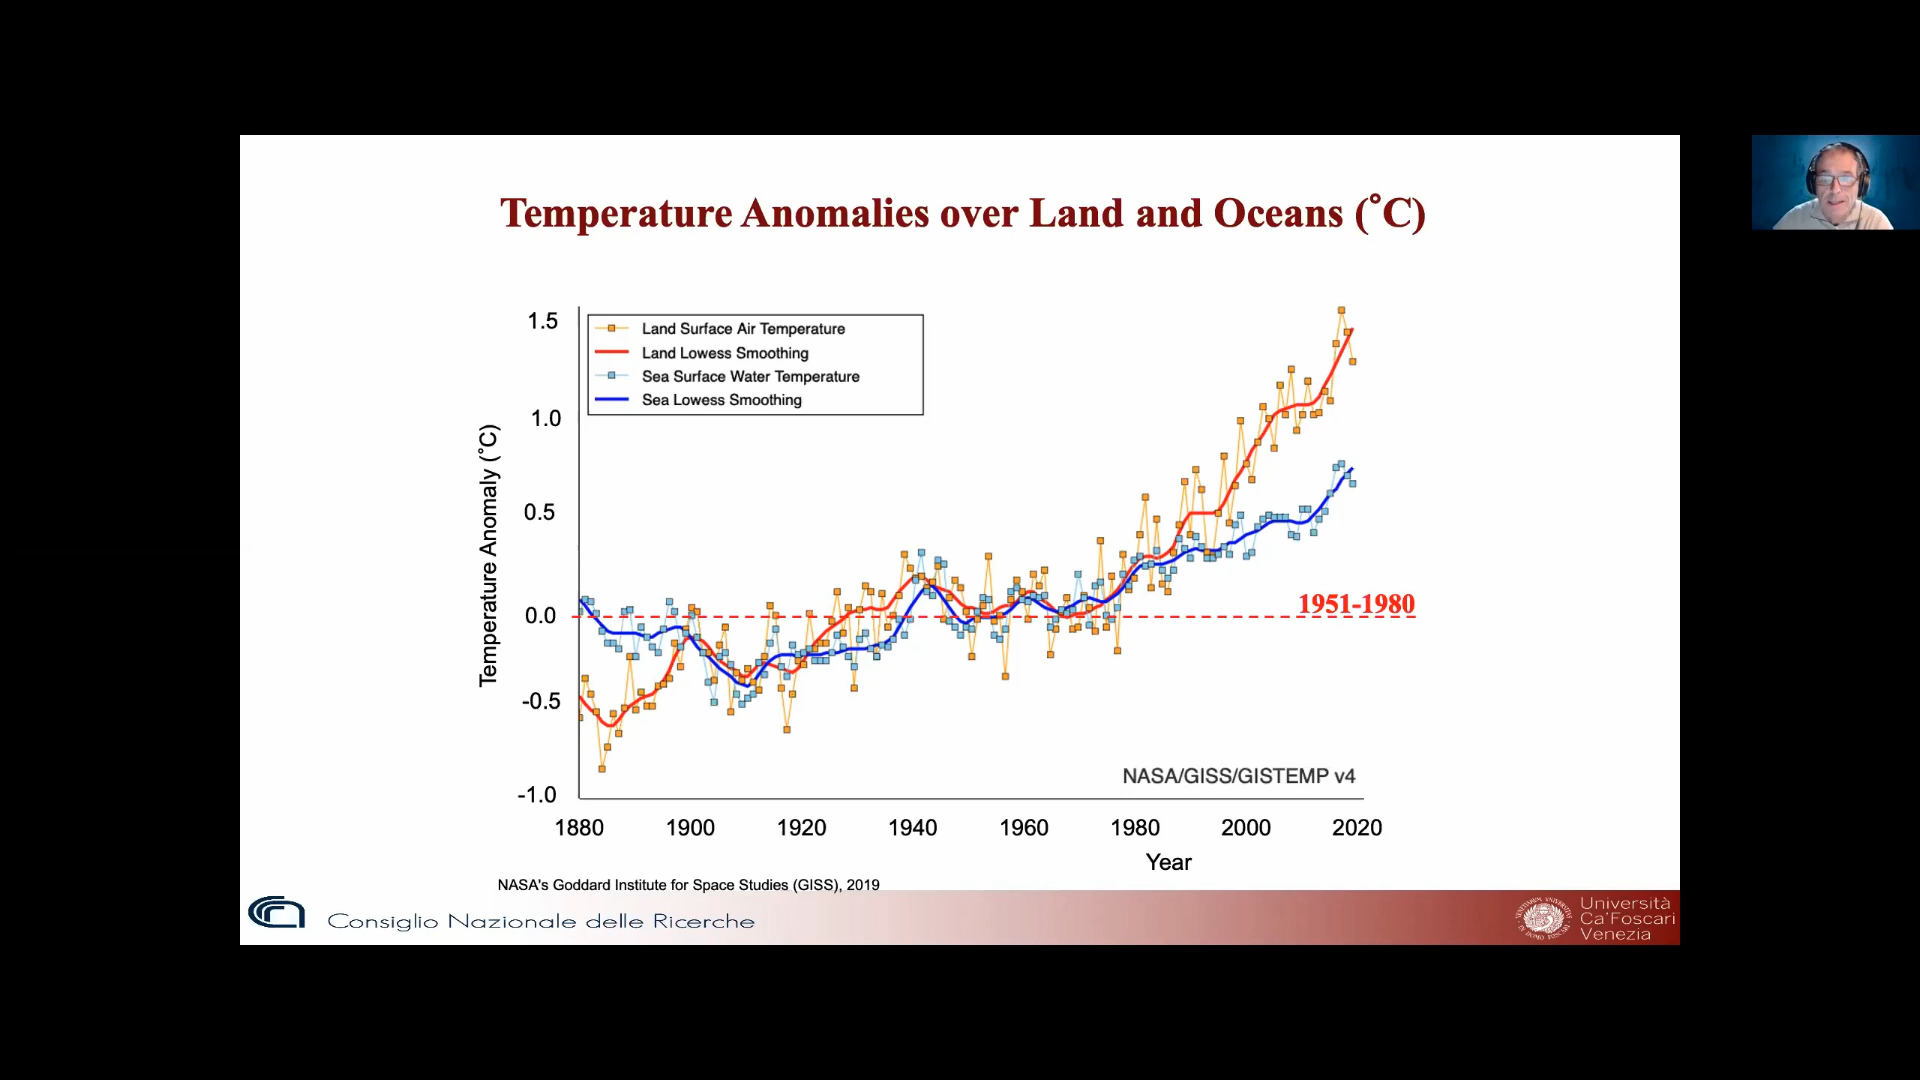 Temperature Anomalies over Land and Oceans (˚C)
1.5
1.0
0.5
0.0
-0.5
-1.0
Temperature Anomaly (˚C)
Land Surface Air Temperature
Land Lowess Smoothing
Sea Surface Water Temperature
Sea Lowess Smoothing
1951-1980
NASA/GISS/GISTEMP v4
1880 1900 1920 1940 1960 1980 2000 2020
Year
NASA's Goddard Institute for Space Studies (GISS), 2019
Consiglio Nazionale delle Ricerche
Università
Ca'Foscari
Venezia